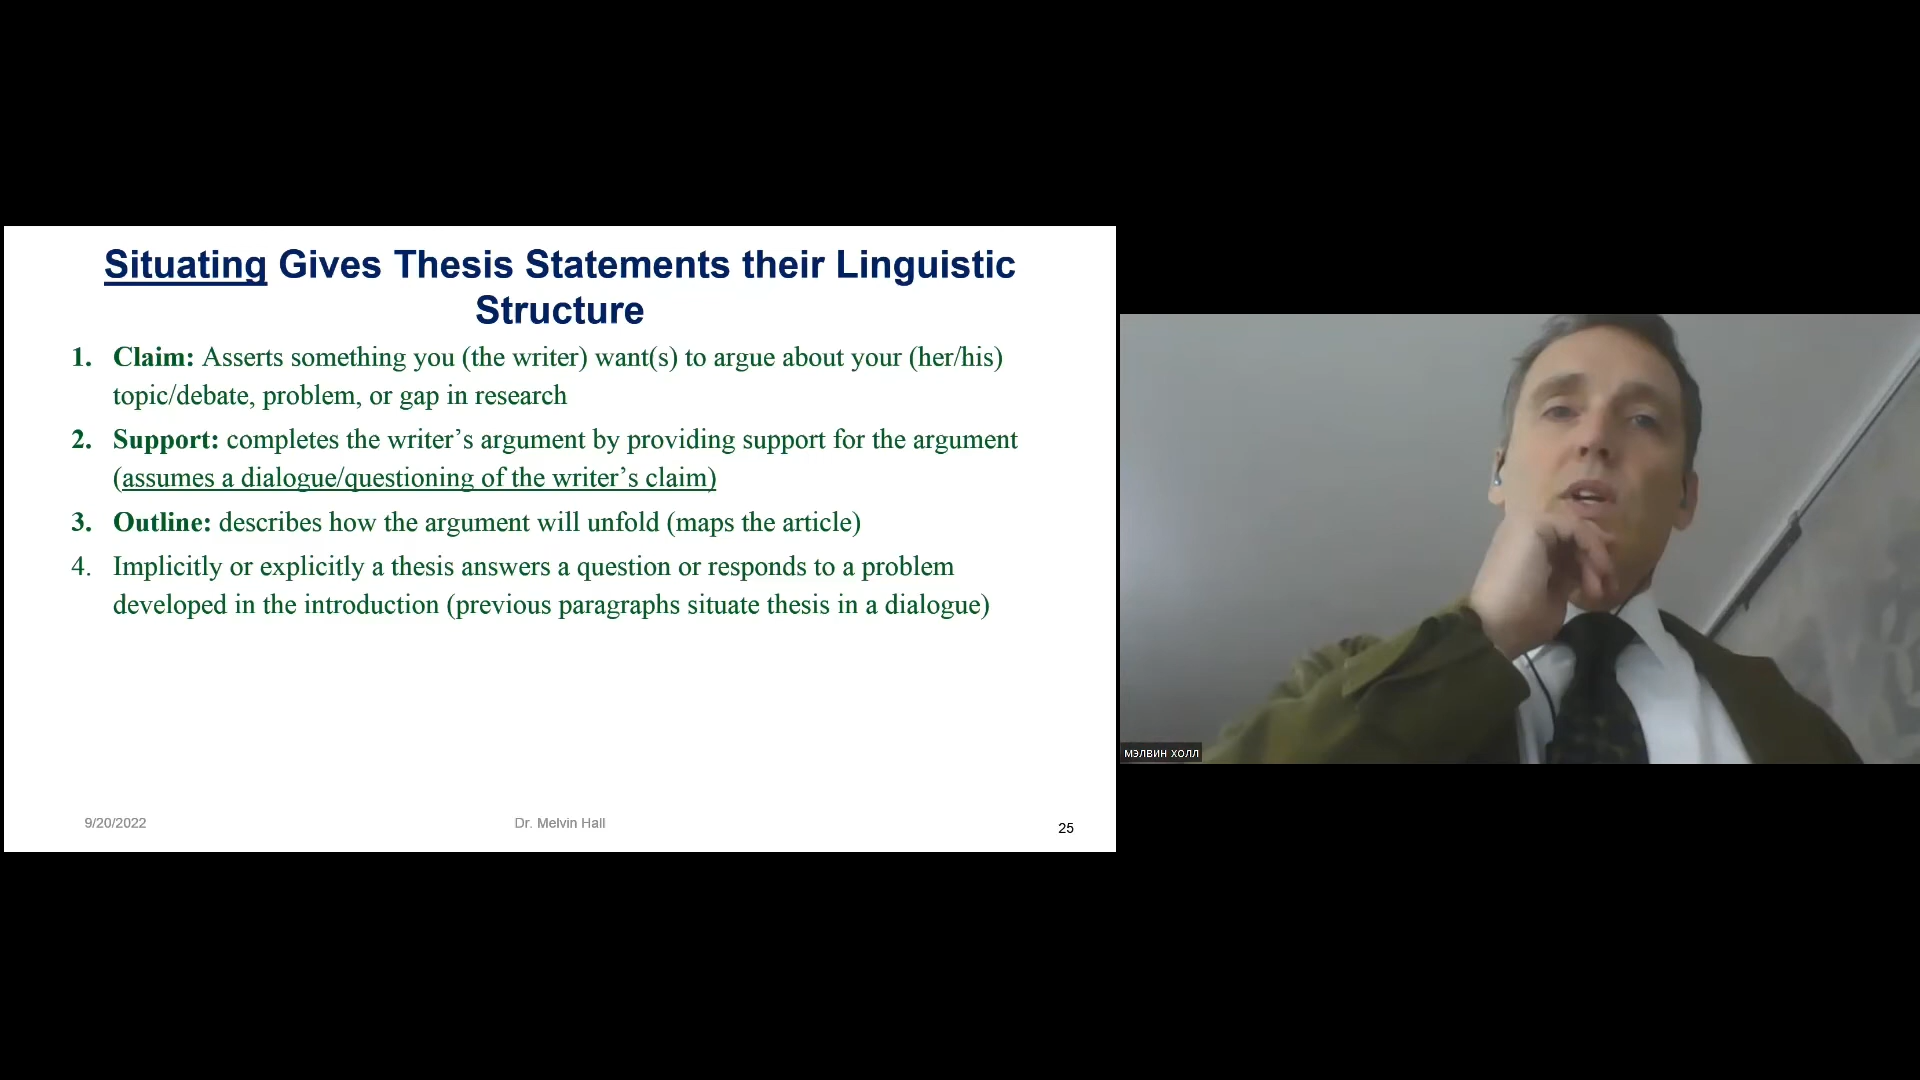 Situating Gives Thesis Statements their Linguistic
Structure
1. Claim: Asserts something you (the writer) want(s) to argue about your (her/his)
topic/debate, problem, or gap in research
2. Support: completes the writer’s argument by providing support for the argument
(assumes a dialogue/questioning of the writer’s claim)
3. Outline: describes how the argument will unfold (maps the article)
4. Implicitly or explicitly a thesis answers a question or responds to a problem
developed in the introduction (previous paragraphs situate thesis in a dialogue)
9/20/2022
Dr. Melvin Hall
25
мэлвин холл